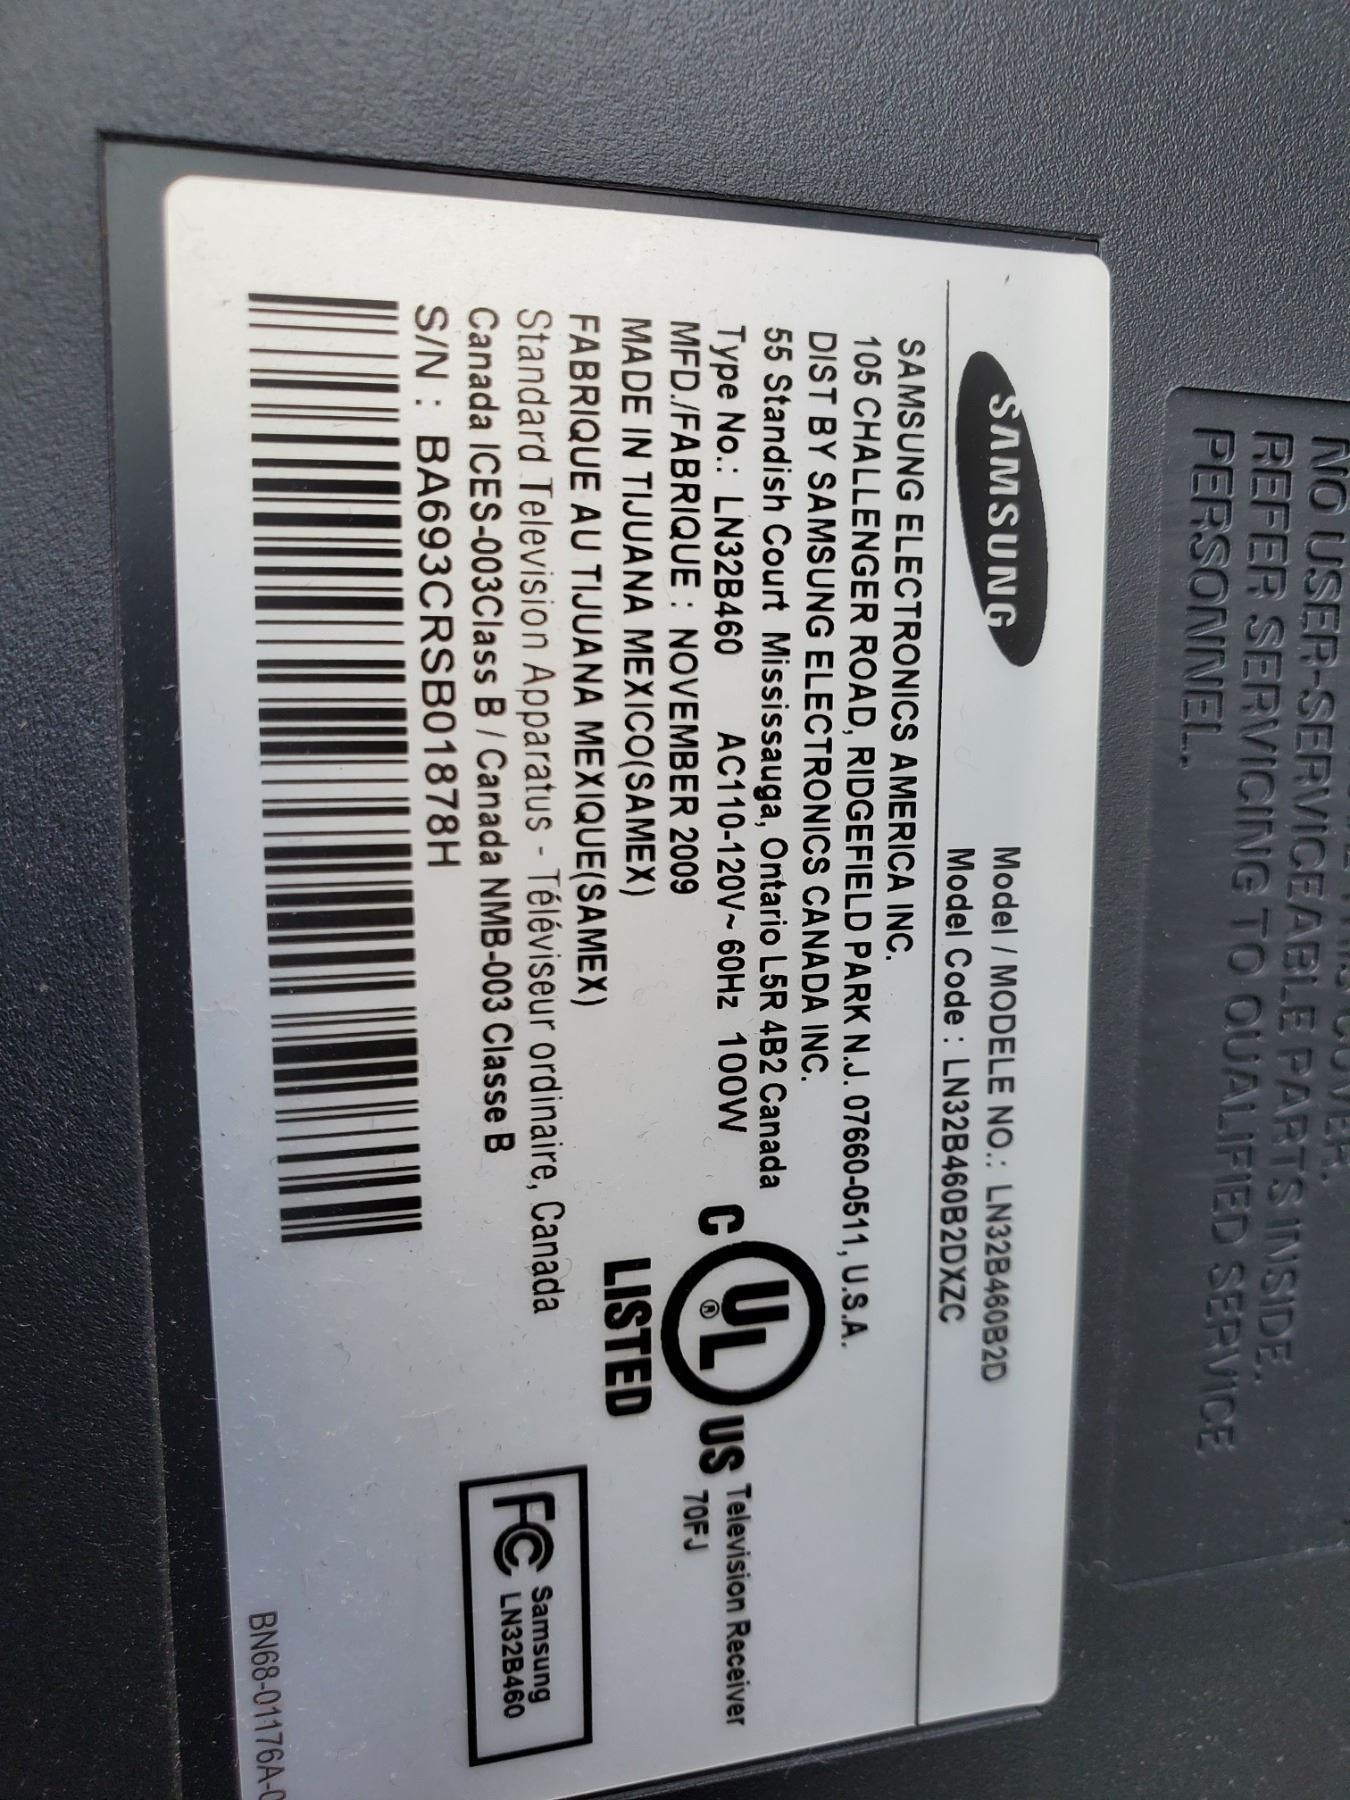 NO USER-SERVICEABLE PARTS INSIDE.
REFER SERVICING TO QUALIFIED SERVICE
PERSONNEL.
SAMSUNG
Model / MODELE NO.: LN32B460B2D
Model Code : LN32B460B2DXZC
SAMSUNG ELECTRONICS AMERICA INC.
105 CHALLENGER ROAD, RIDGEFIELD PARK N.J. 07660-0511, U.S.A.
DIST BY SAMSUNG ELECTRONICS CANADA INC.
55 Standish Court Mississauga, Ontario L5R 4B2 Canada
Type No.: LN32B460 AC110-120V~ 60Hz 100W
MFD./FABRIQUE : NOVEMBER 2009
MADE IN TIJUANA MEXICO(SAMEX)
FABRIQUE AU TIJUANA MEXIQUE(SAMEX)
Standard Television Apparatus - Téléviseur ordinaire, Canada
Canada ICES-003Class B / Canada NMB-003 Classe B
S/N : BA693CRSB01878H
C UL ® US
LISTED
Television Receiver
70FJ
FC Samsung
LN32B460
BN68-01176A-0